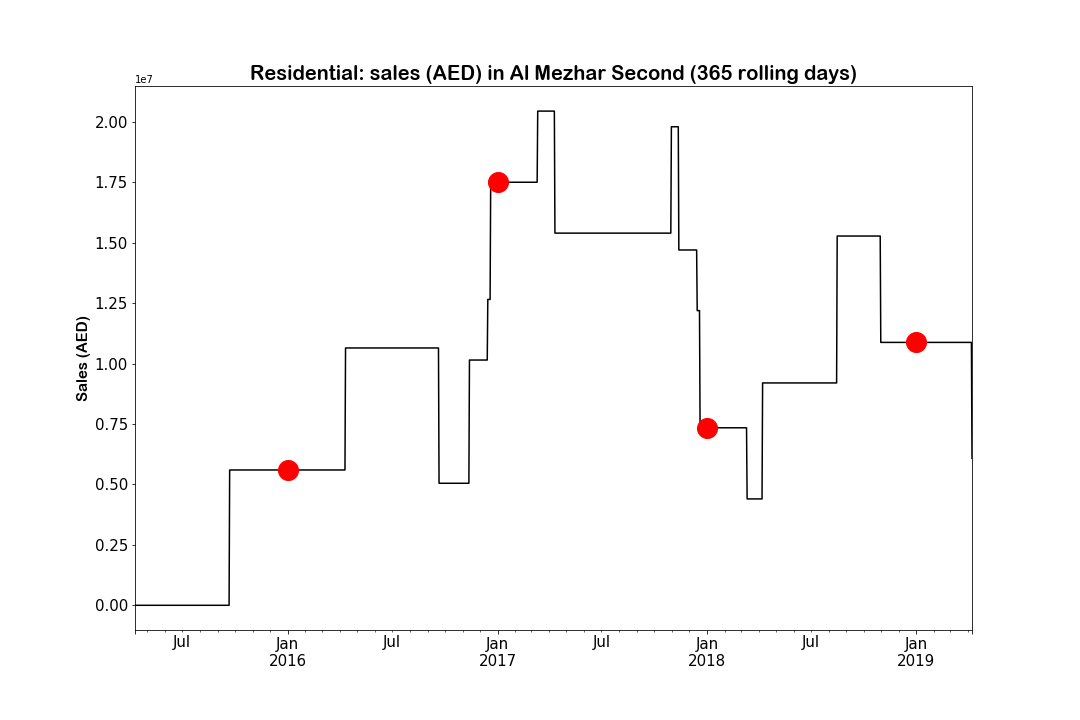 Residential: sales (AED) in Al Mezhar Second (365 rolling days)
1e7
2.00
1.75
1.50
1.25
1.00
0.75
0.50
0.25
0.00
Sales (AED)
Jul
Jan
2016
Jul
Jan
2017
Jul
Jan
2018
Jul
Jan
2019